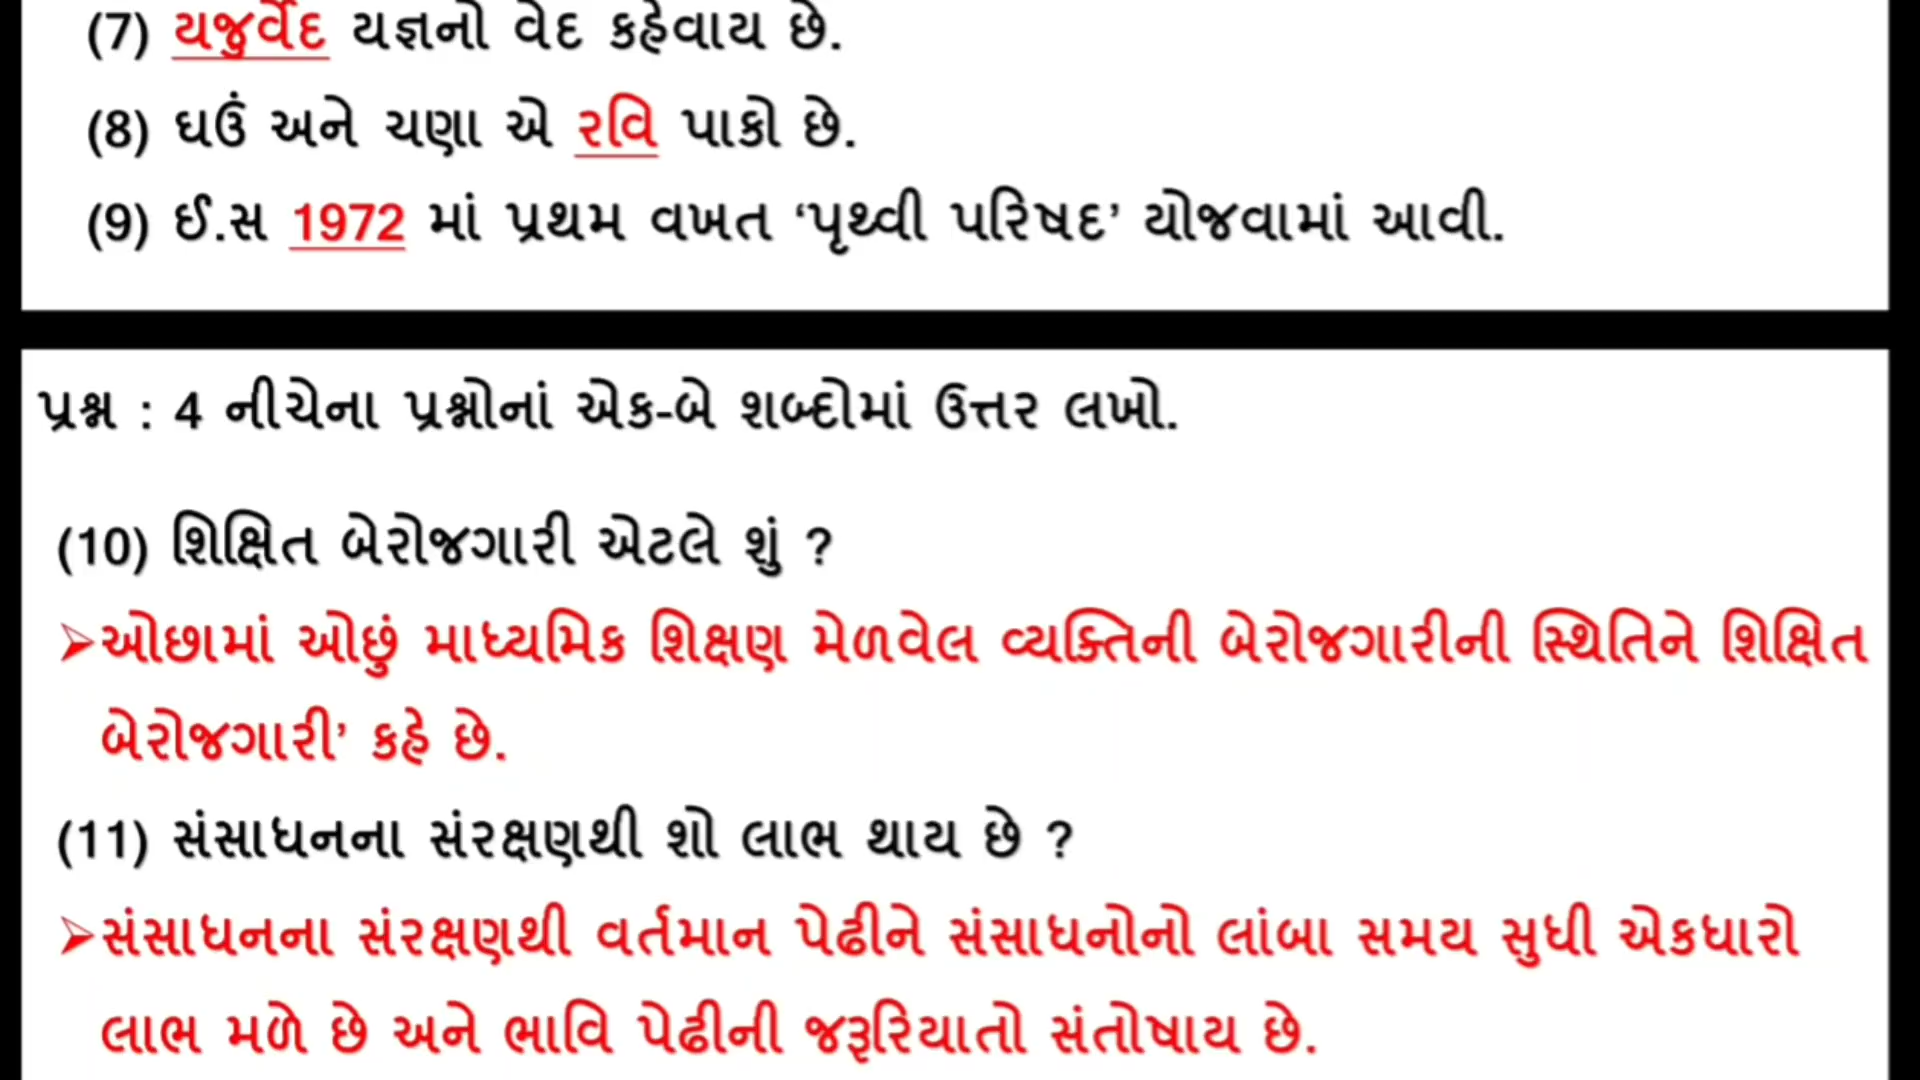 (7) યજુર્વેદ યજ્ઞનો વેદ કહેવાય છે.
(8) ઘઉં અને ચણા એ રવિ પાકો છે.
(9) ઈ.સ 1972 માં પ્રથમ વખત ‘પૃથ્વી પરિષદ’ યોજવામાં આવી.
પ્રશ્ન : 4 નીચેના પ્રશ્નોનાં એક-બે શબ્દોમાં ઉત્તર લખો.
(10) શિક્ષિત બેરોજગારી એટલે શું ?
➢ઓછામાં ઓછું માધ્યમિક શિક્ષણ મેળવેલ વ્યક્તિની બેરોજગારીની સ્થિતિને શિક્ષિત
બેરોજગારી’ કહે છે.
(11) સંસાધનના સંરક્ષણથી શો લાભ થાય છે ?
➢સંસાધનના સંરક્ષણથી વર્તમાન પેઢીને સંસાધનોનો લાંબા સમય સુધી એકધારો
લાભ મળે છે અને ભાવિ પેઢીની જરૂરિયાતો સંતોષાય છે.